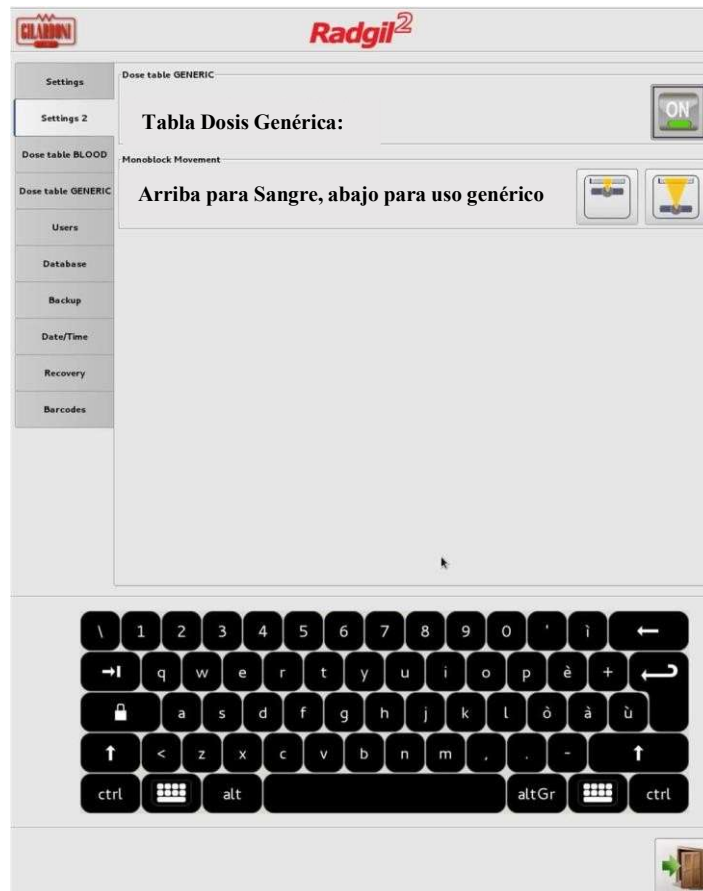 GILARDONI
Radgil2
Settings
Settings 2
Dose table BLOOD
Dose table GENERIC
Users
Database
Backup
Date/Time
Recovery
Barcodes
Dose table GENERIC
Tabla Dosis Genérica:
ON
Monoblock Movement
Arriba para Sangre, abajo para uso genérico
\ 1 2 3 4 5 6 7 8 9 0 ' ì
q w e r t y u i o p è +
a s d f g h j k l ò à ù
< z x c v b n m , . -
ctrl alt altGr ctrl